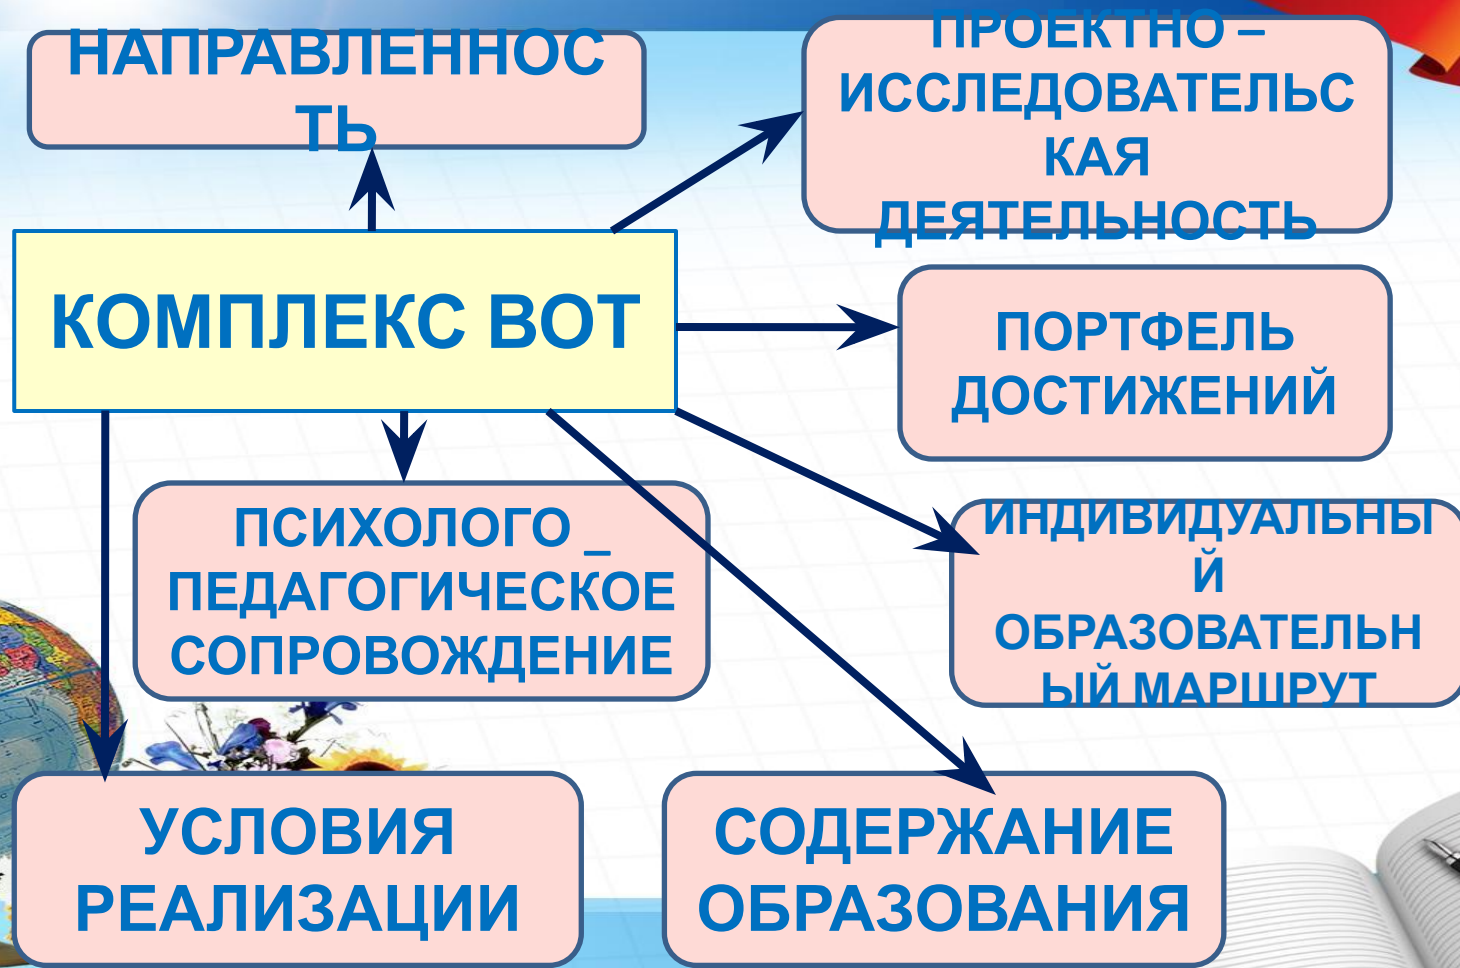 НАПРАВЛЕННОС
ТЬ
ПРОЕКТНО –
ИССЛЕДОВАТЕЛЬС
КАЯ
ДЕЯТЕЛЬНОСТЬ
КОМПЛЕКС ВОТ
ПОРТФЕЛЬ
ДОСТИЖЕНИЙ
ПСИХОЛОГО _
ПЕДАГОГИЧЕСКОЕ
СОПРОВОЖДЕНИЕ
ИНДИВИДУАЛЬНЫ
Й
ОБРАЗОВАТЕЛЬН
ЫЙ МАРШРУТ
УСЛОВИЯ
РЕАЛИЗАЦИИ
СОДЕРЖАНИЕ
ОБРАЗОВАНИЯ